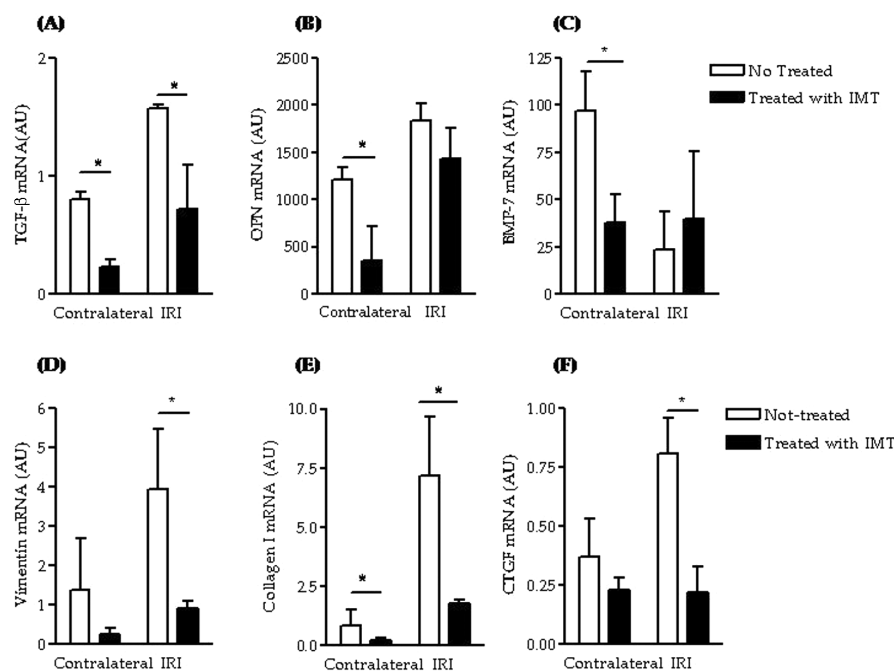 (A)
TGF-β mRNA(AU)
2
1
0
*
*
Contralateral IRI
(B)
OPN mRNA (AU)
2500
2000
1500
1000
500
0
*
Contralateral IRI
(C)
BMP-7 mRNA (AU)
125
100
75
50
25
0
*
Contralateral IRI
No Treated
Treated with IMT
(D)
Vimentin mRNA (AU)
6
5
4
3
2
1
0
*
Contralateral IRI
(E)
Collagen I mRNA (AU)
10.0
7.5
5.0
2.5
0.0
*
*
Contralateral IRI
(F)
CTGF mRNA (AU)
1.00
0.75
0.50
0.25
0.00
*
Contralateral IRI
Not-treated
Treated with IMT